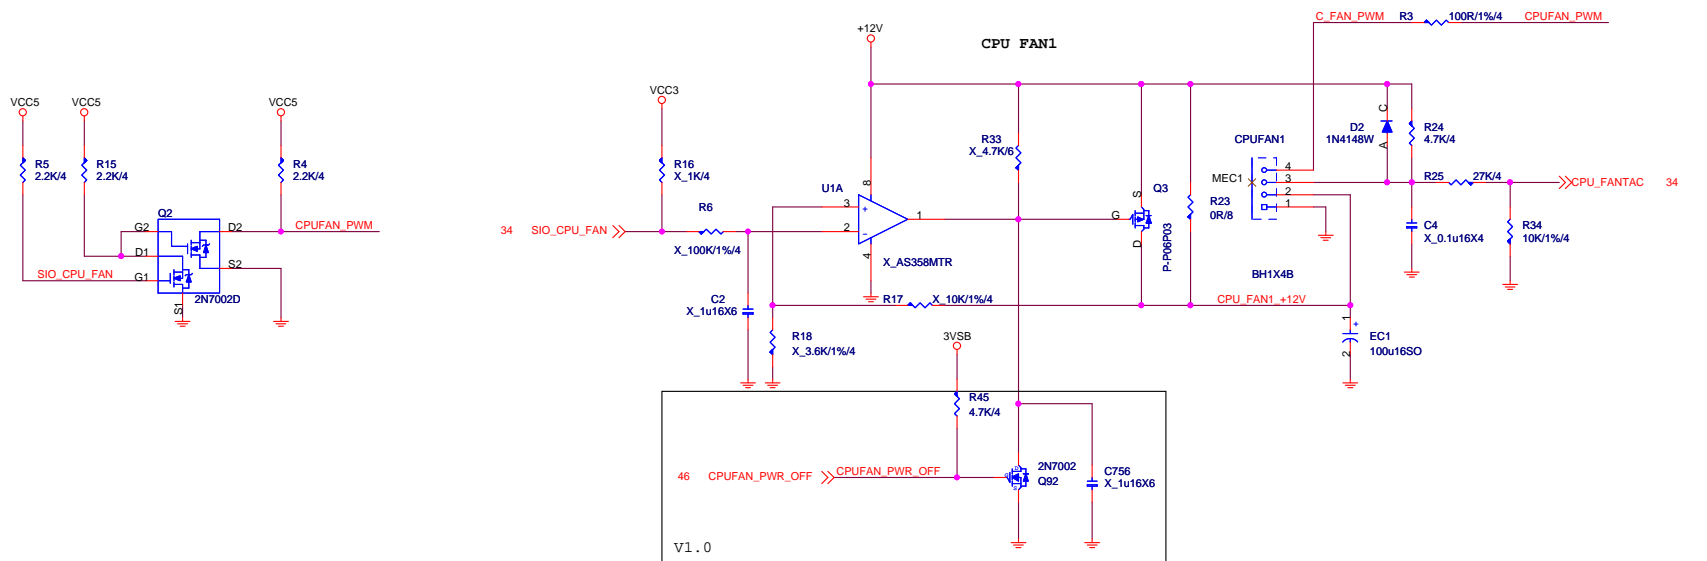 C_FAN_PWM R3 100R/1%/4 CPUFAN_PWM
+12V
CPU FAN1
VCC5 VCC5 VCC5
VCC3
R5
2.2K/4
R15
2.2K/4
R4
2.2K/4
R16
X_1K/4
R33
X_4.7K/6
D2
1N4148W
C
A
R24
4.7K/4
CPUFAN1
MEC1
4
3
2
1
BH1X4B
R25 27K/4
CPU_FANTAC 34
Q2
G2
D1
G1
S1
D2
S2
2N7002D
CPUFAN_PWM
SIO_CPU_FAN
34 SIO_CPU_FAN
R6
X_100K/1%/4
U1A
8
3
+
2
-
1
4
X_AS358MTR
Q3
S
G
D
P-P06P03
R23
0R/8
C4
X_0.1u16X4
R34
10K/1%/4
C2
X_1u16X6
R17 X_10K/1%/4
CPU_FAN1_+12V
R18
X_3.6K/1%/4
1
+
2
EC1
100u16SO
3VSB
R45
4.7K/4
46 CPUFAN_PWR_OFF CPUFAN_PWR_OFF
2N7002
Q92
C756
X_1u16X6
V1.0